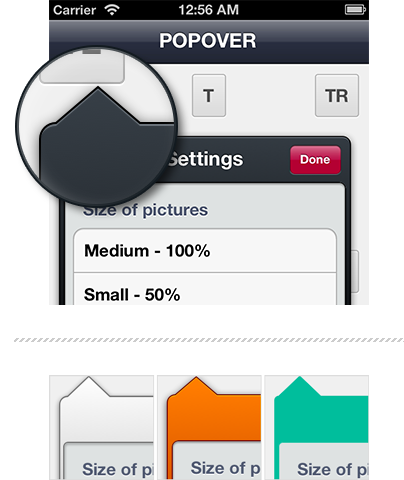 Carrier 12:56 AM
POPOVER
T TR
Settings Done
Size of pictures
Medium - 100%
Small - 50%
Size of pi Size of p Size of pi